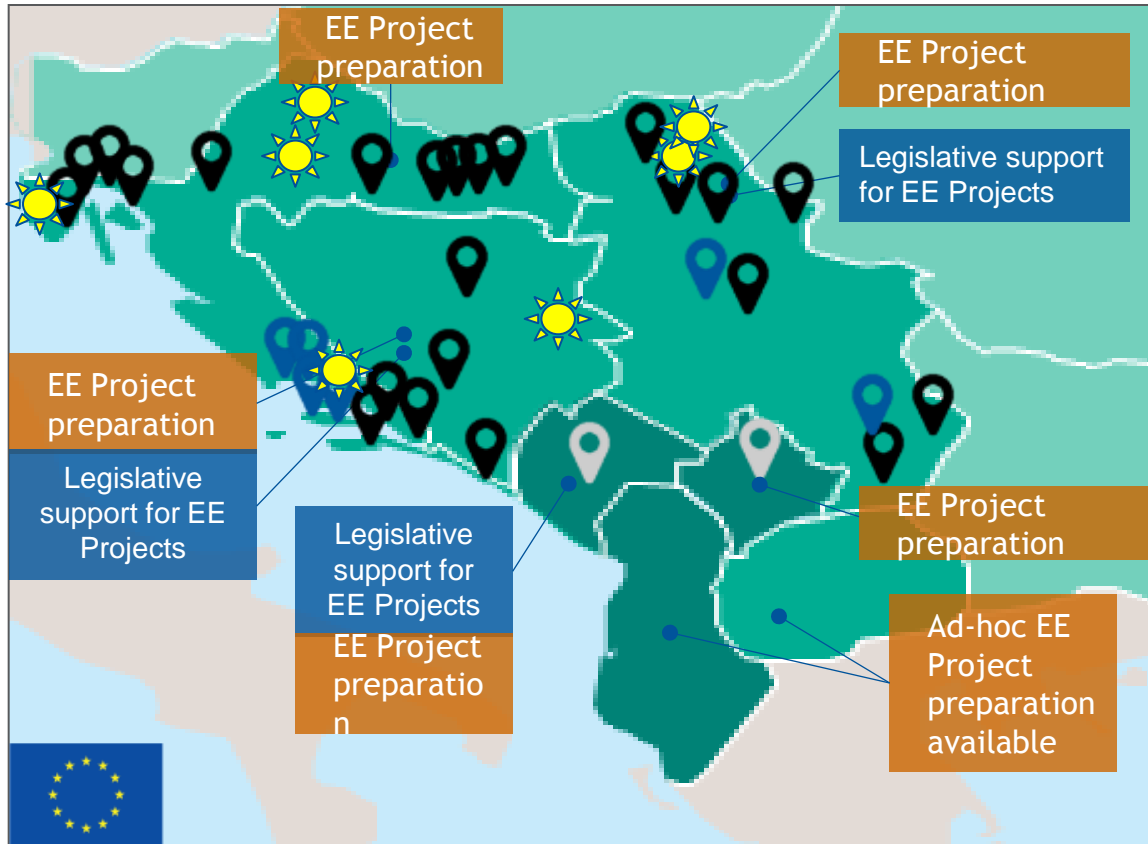 EE Project
preparation
EE Project
preparation
Legislative support
for EE Projects
EE Project
preparation
Legislative
support for EE
Projects
Legislative
support for
EE Projects
EE Project
preparatio
n
EE Project
preparation
Ad-hoc EE
Project
preparation
available